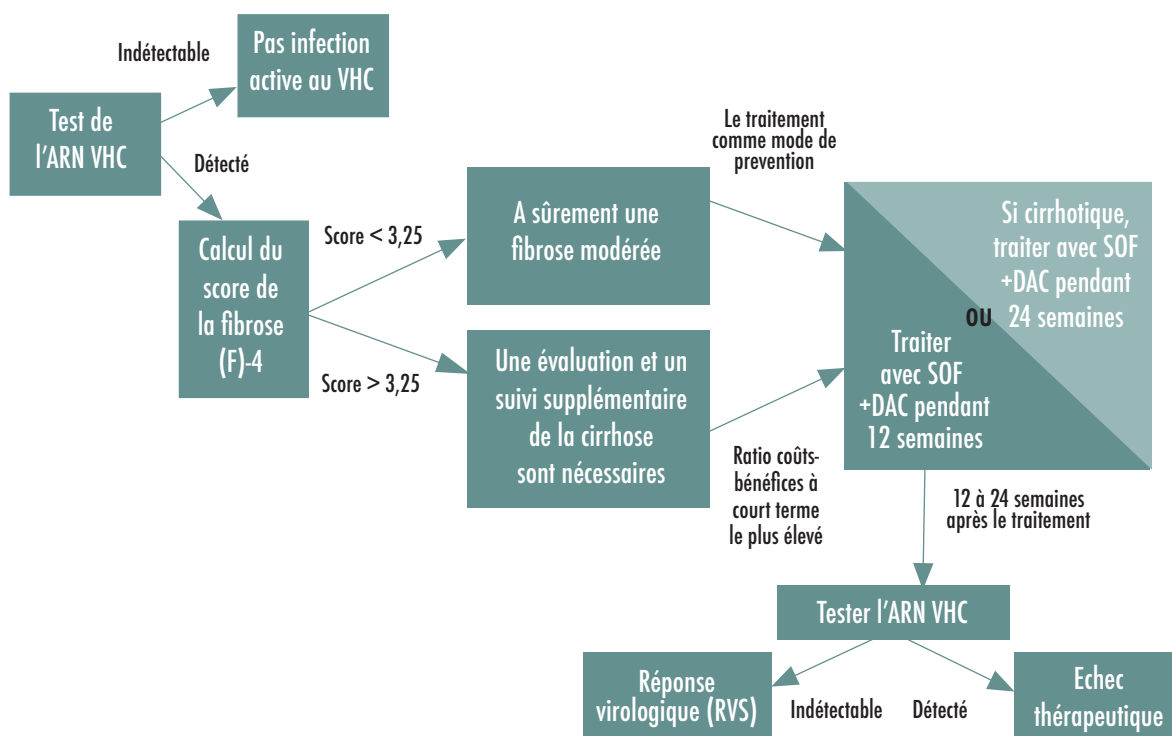 Indétectable
Pas infection
active au VHC
Test de
l'ARN VHC
Détecté
Calcul du
score de
la fibrose
(F)-4
Score < 3,25
Score > 3,25
A sûrement une
fibrose modérée
Une évaluation et un
suivi supplémentaire
de la cirrhose
sont nécessaires
Le traitement
comme mode de
prevention
Ratio coûts-
bénéfices à
court terme
le plus élevé
Si cirrhotique,
traiter avec SOF
+DAC pendant
24 semaines
OU
Traiter
avec SOF
+DAC pendant
12 semaines
12 à 24 semaines
après le traitement
Tester l'ARN VHC
Réponse
virologique (RVS)
Indétectable
Détecté
Echec
thérapeutique